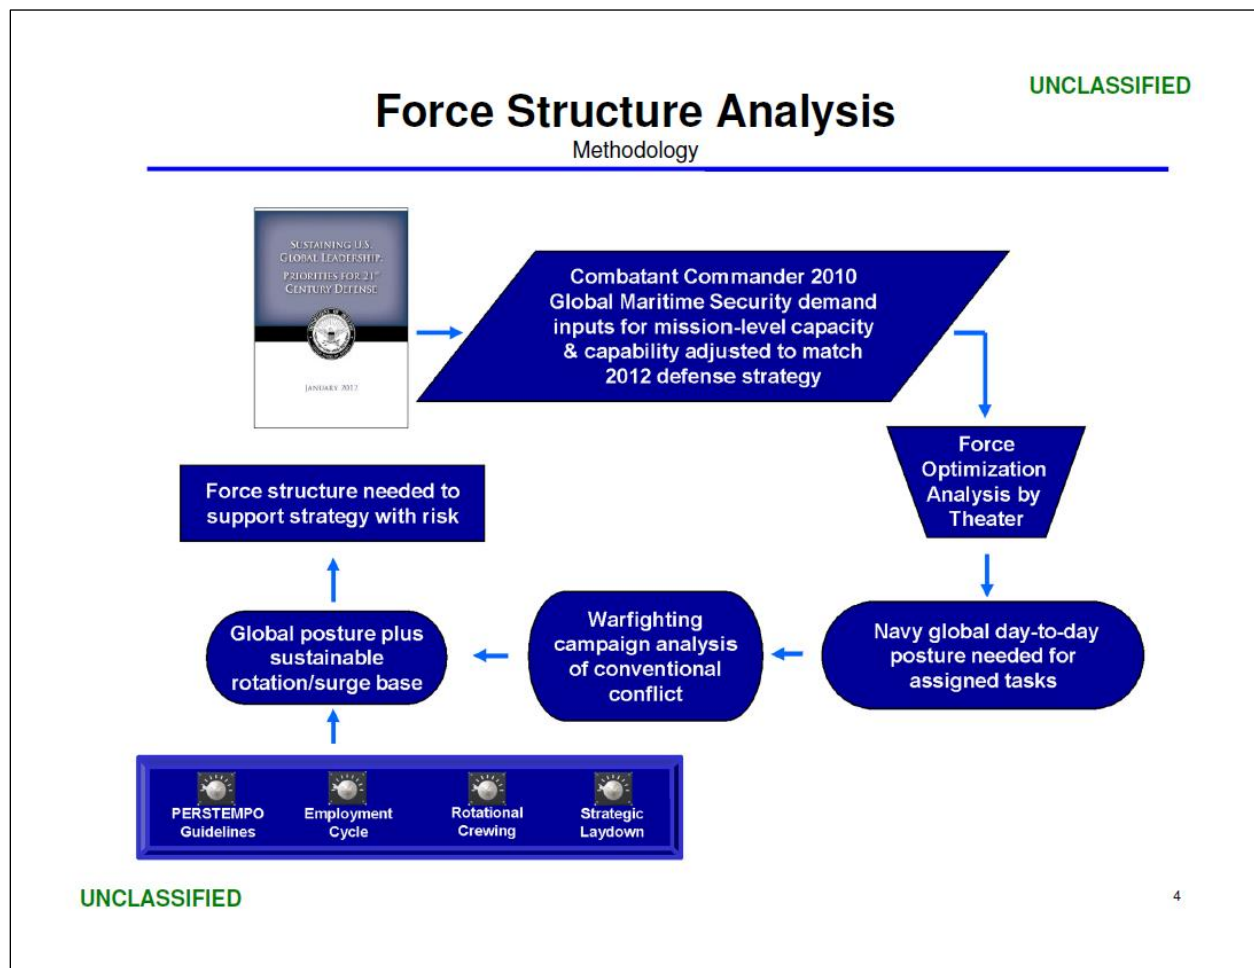 UNCLASSIFIED
Force Structure Analysis
Methodology
SUSTAINING U.S.
GLOBAL LEADERSHIP:
PRIORITIES FOR 21ST
CENTURY DEFENSE
JANUARY 2012
Combatant Commander 2010
Global Maritime Security demand
inputs for mission-level capacity
& capability adjusted to match
2012 defense strategy
Force
Optimization
Analysis by
Theater
Navy global day-to-day
posture needed for
assigned tasks
Warfighting
campaign analysis
of conventional
conflict
Global posture plus
sustainable
rotation/surge base
Force structure needed to
support strategy with risk
PERSTEMPO
Guidelines
Employment
Cycle
Rotational
Crewing
Strategic
Laydown
UNCLASSIFIED
4